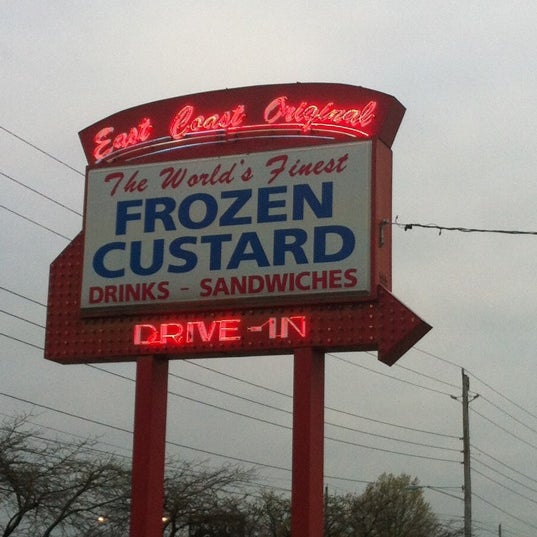 East Coast Original
The World's Finest
FROZEN
CUSTARD
DRINKS - SANDWICHES
DRIVE-IN